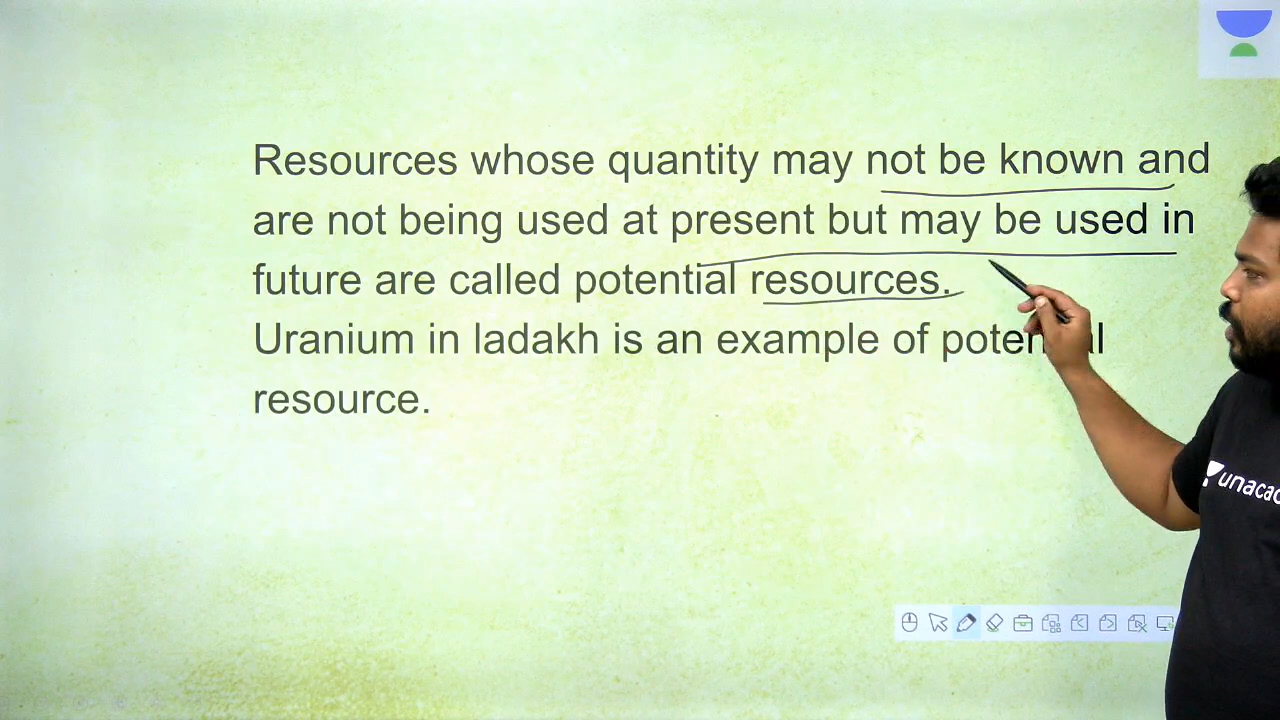 Resources whose quantity may not be known and
are not being used at present but may be used in
future are called potential resources.
Uranium in ladakh is an example of potential
resource.